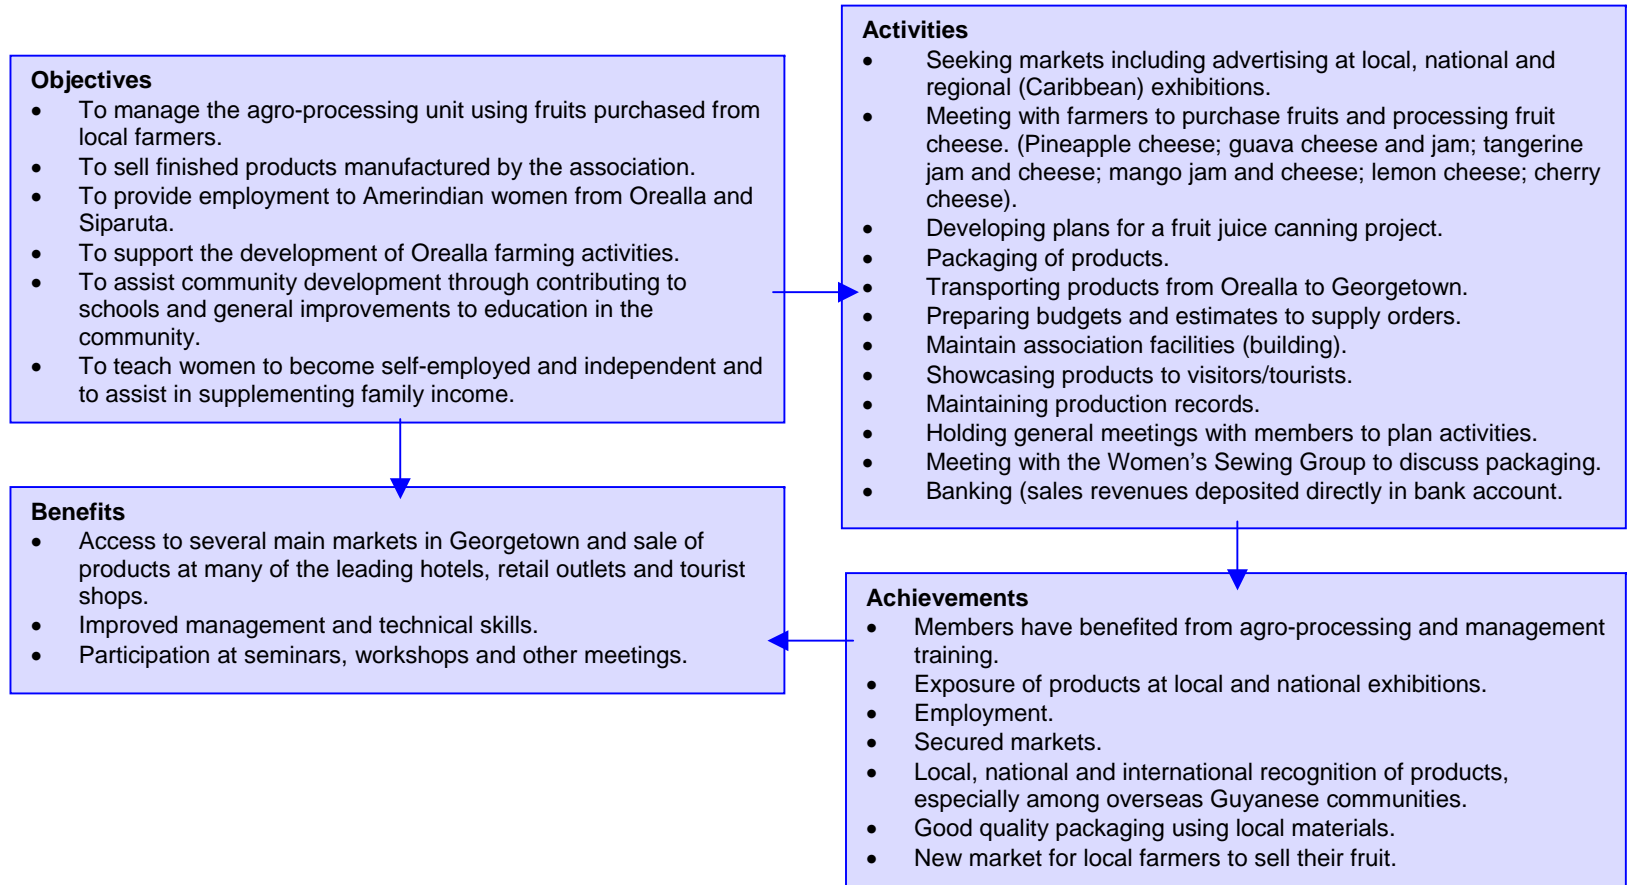 Objectives
• To manage the agro-processing unit using fruits purchased from
local farmers.
• To sell finished products manufactured by the association.
• To provide employment to Amerindian women from Orealla and
Siparuta.
• To support the development of Orealla farming activities.
• To assist community development through contributing to
schools and general improvements to education in the
community.
• To teach women to become self-employed and independent and
to assist in supplementing family income.
Activities
• Seeking markets including advertising at local, national and
regional (Caribbean) exhibitions.
• Meeting with farmers to purchase fruits and processing fruit
cheese. (Pineapple cheese; guava cheese and jam; tangerine
jam and cheese; mango jam and cheese; lemon cheese; cherry
cheese).
• Developing plans for a fruit juice canning project.
• Packaging of products.
• Transporting products from Orealla to Georgetown.
• Preparing budgets and estimates to supply orders.
• Maintain association facilities (building).
• Showcasing products to visitors/tourists.
• Maintaining production records.
• Holding general meetings with members to plan activities.
• Meeting with the Women's Sewing Group to discuss packaging.
• Banking (sales revenues deposited directly in bank account.
Benefits
• Access to several main markets in Georgetown and sale of
products at many of the leading hotels, retail outlets and tourist
shops.
• Improved management and technical skills.
• Participation at seminars, workshops and other meetings.
Achievements
• Members have benefited from agro-processing and management
training.
• Exposure of products at local and national exhibitions.
• Employment.
• Secured markets.
• Local, national and international recognition of products,
especially among overseas Guyanese communities.
• Good quality packaging using local materials.
• New market for local farmers to sell their fruit.